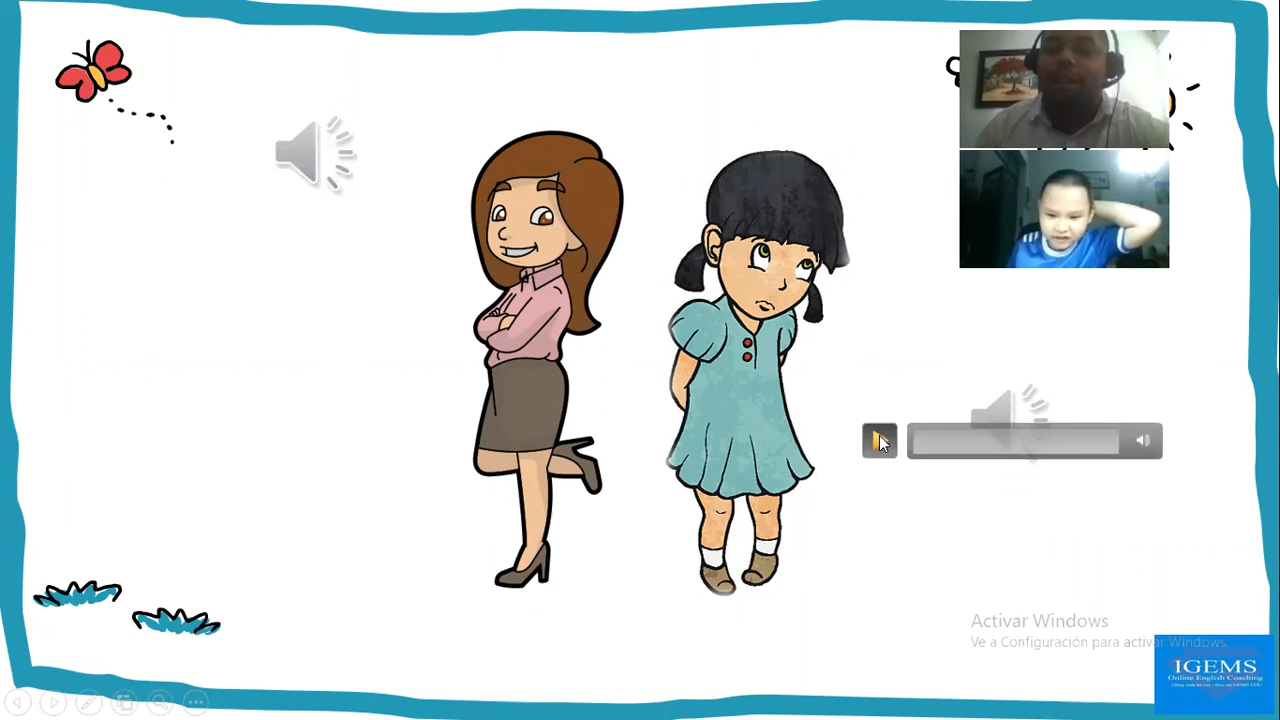 Activar Windows
Ve a Configuración para activar Windows.
IGEMS
Online English Coaching